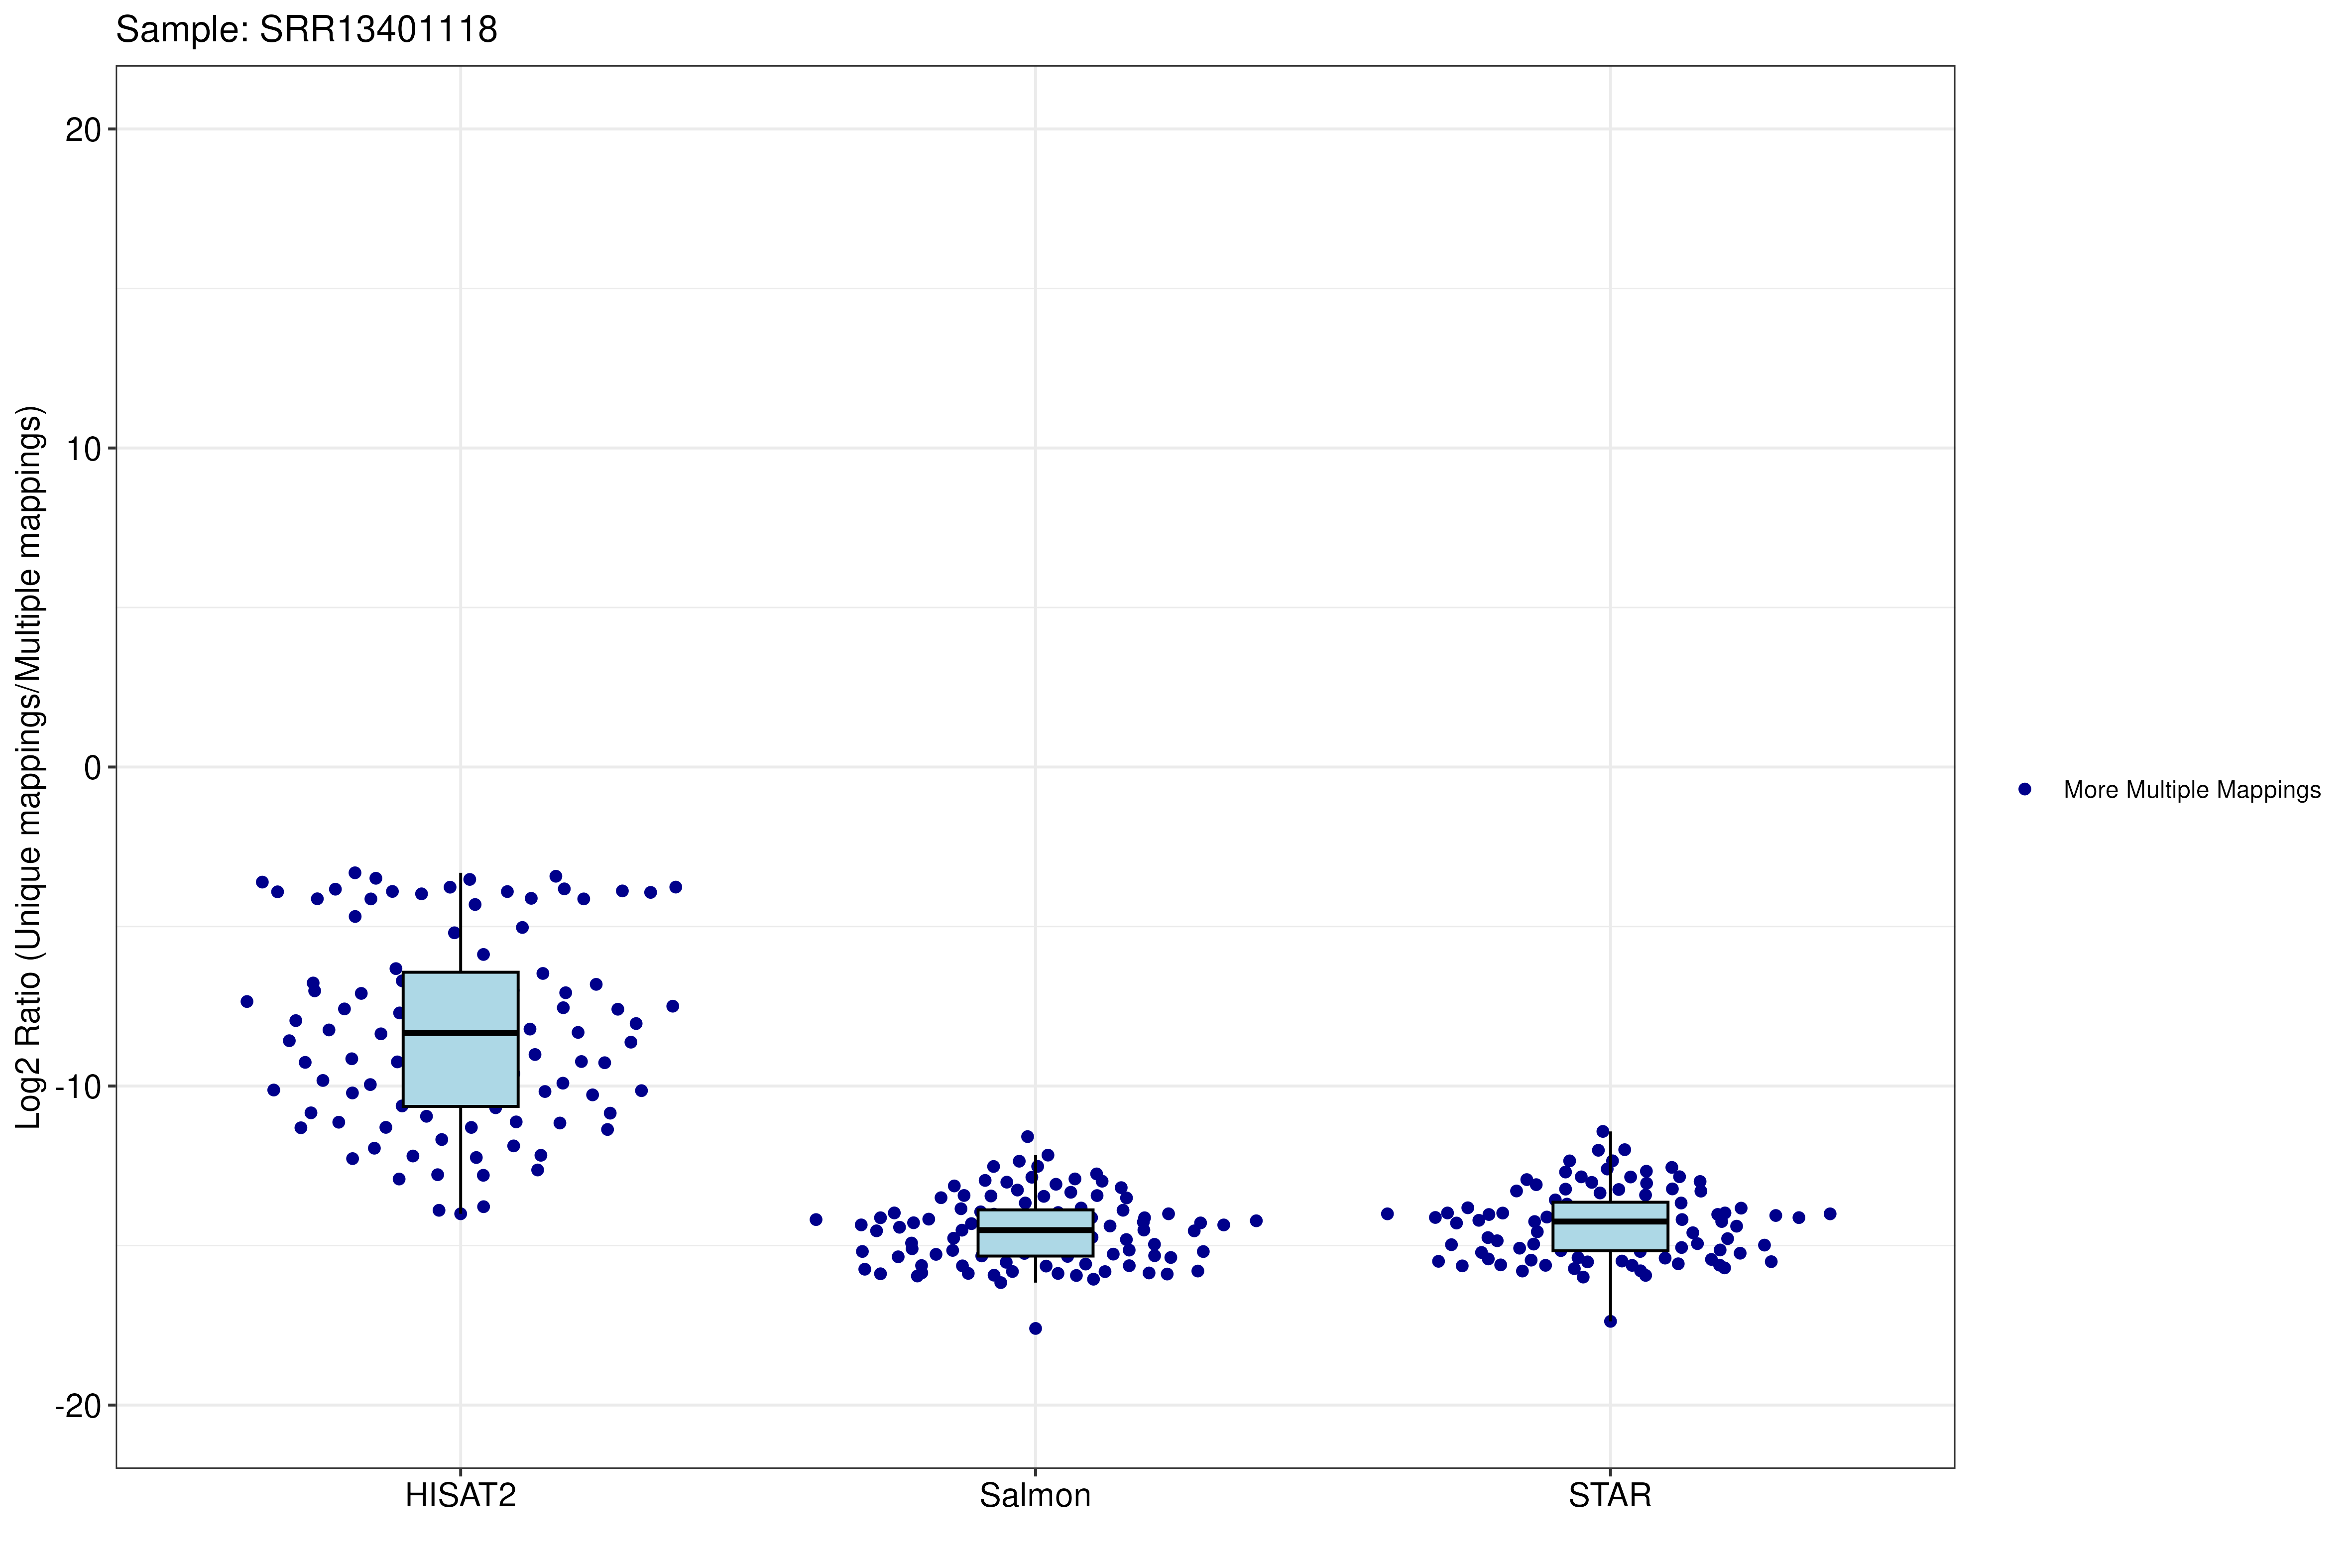 Sample: SRR13401118
Log2 Ratio (Unique mappings/Multiple mappings)
20
10
0
-10
-20
HISAT2
Salmon
STAR
More Multiple Mappings